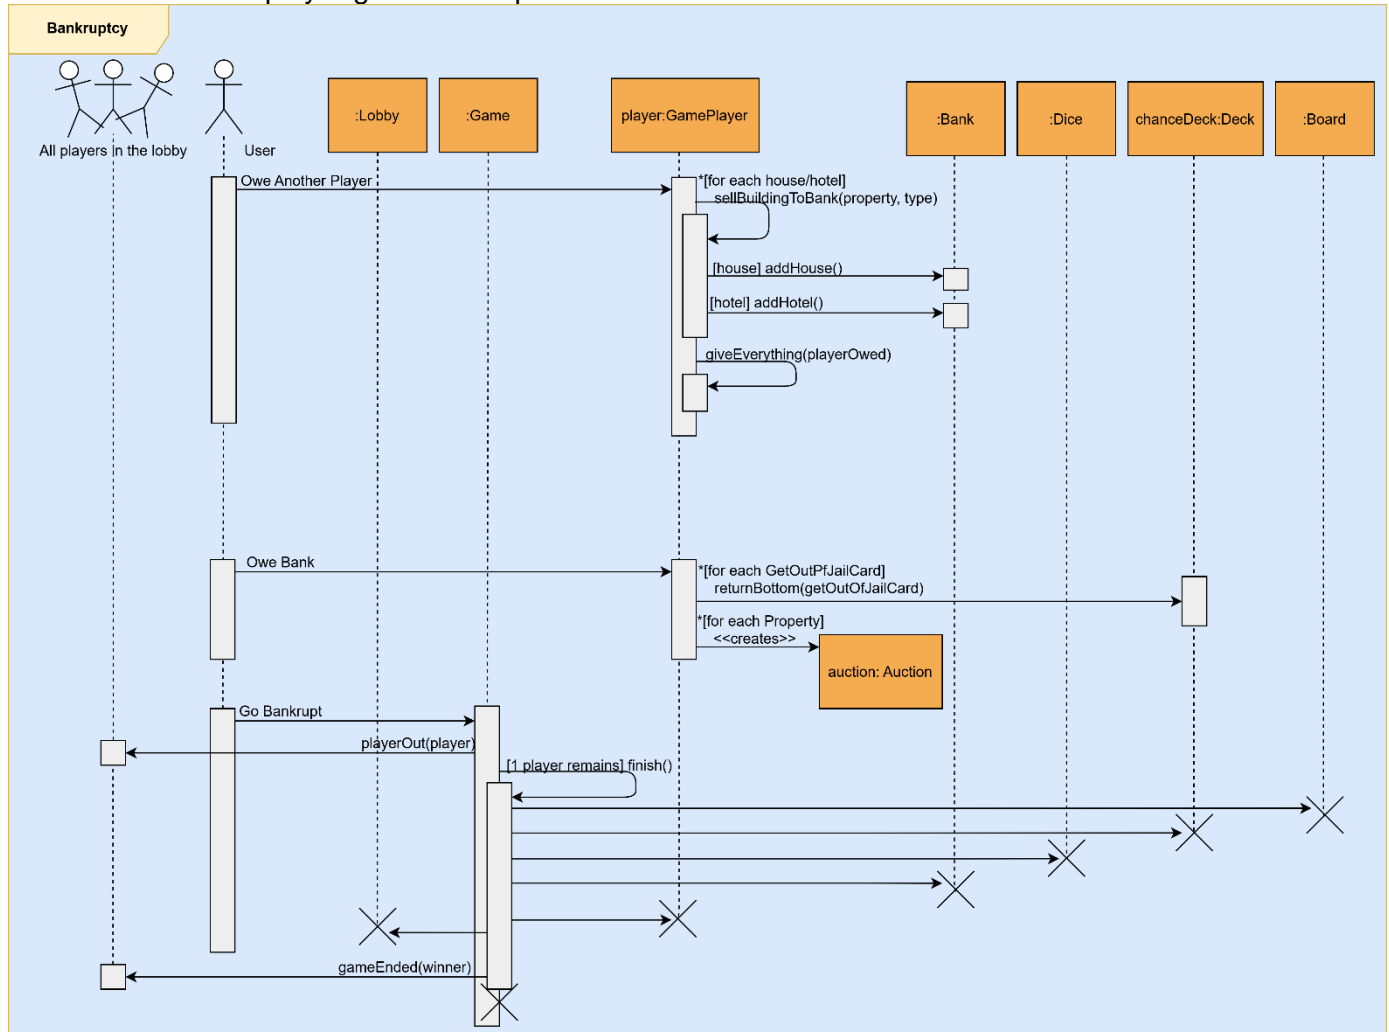 Bankruptcy
All players in the lobby
User
:Lobby
:Game
player:GamePlayer
:Bank
:Dice
chanceDeck:Deck
:Board
Owe Another Player
*[for each house/hotel]
sellBuildingToBank(property, type)
[house] addHouse()
[hotel] addHotel()
giveEverything(playerOwed)
Owe Bank
*[for each GetOutPfJailCard]
returnBottom(getOutOfJailCard)
*[for each Property]
<<creates>>
auction: Auction
Go Bankrupt
playerOut(player)
[1 player remains] finish()
gameEnded(winner)